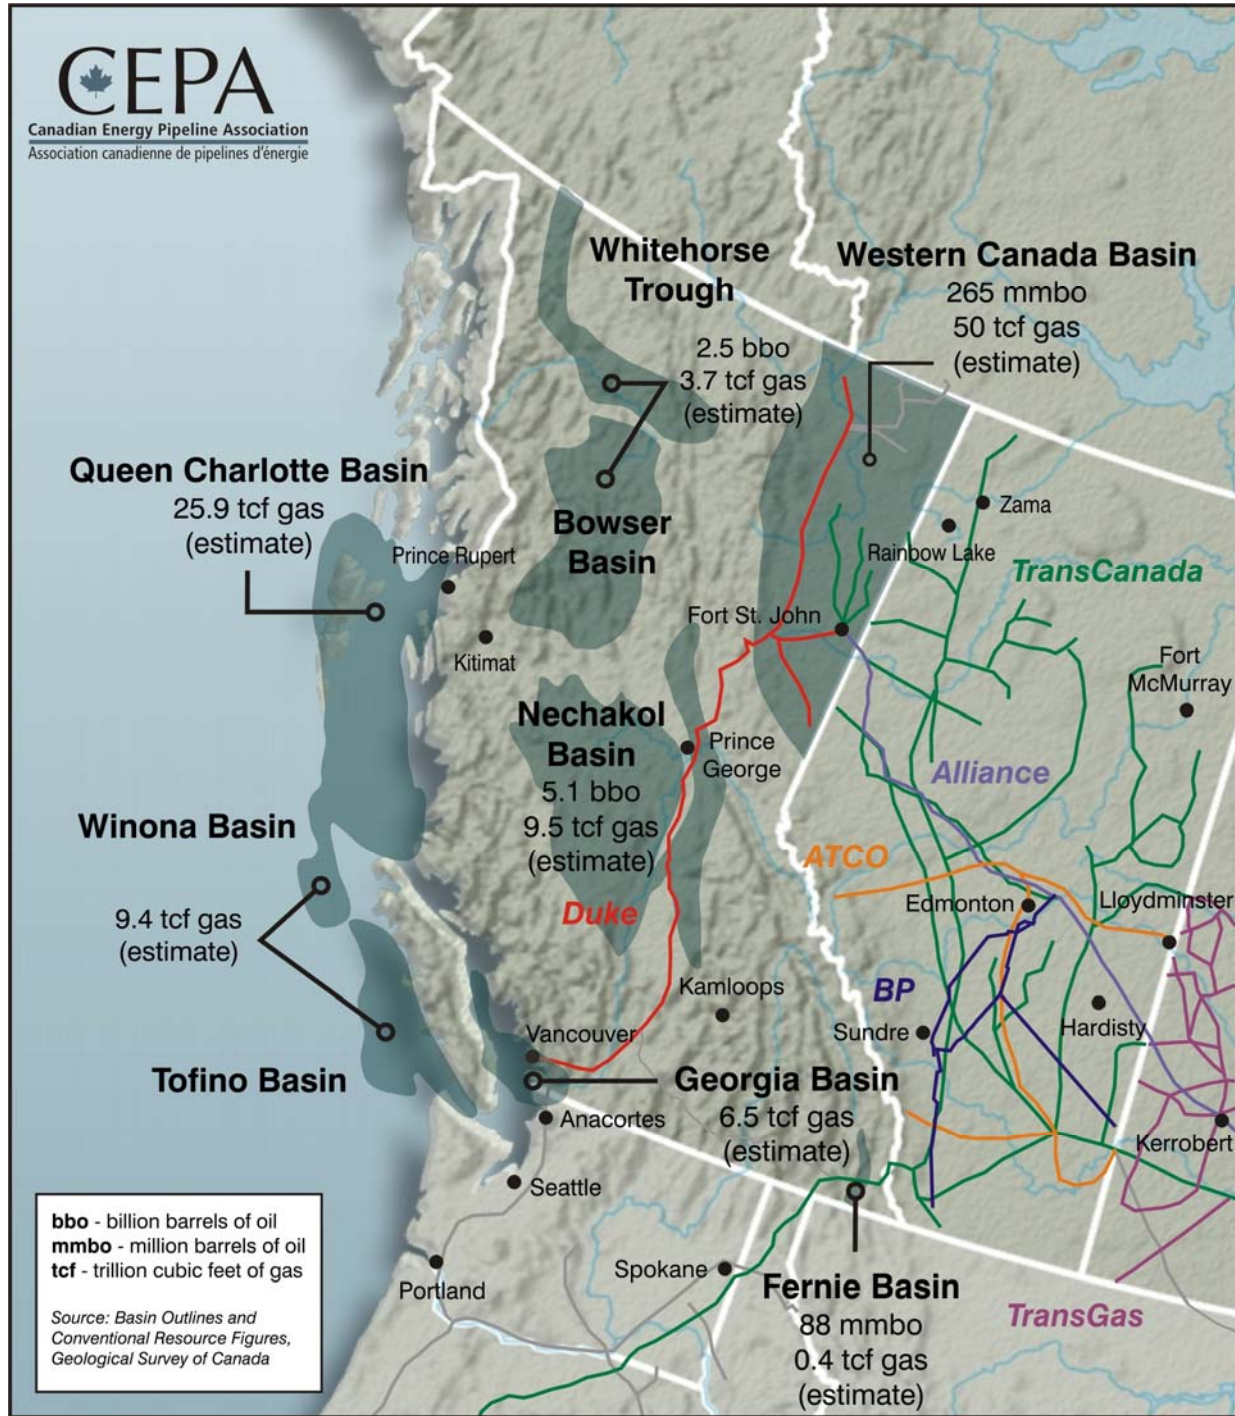 CEPA
Canadian Energy Pipeline Association
Association canadienne de pipelines d'énergie
Whitehorse
Trough
2.5 bbo
3.7 tcf gas
(estimate)
Western Canada Basin
265 mmbo
50 tcf gas
(estimate)
Queen Charlotte Basin
25.9 tcf gas
(estimate)
Bowser
Basin
Prince Rupert
Kitimat
Zama
Rainbow Lake
TransCanada
Fort St. John
Fort
McMurray
Nechakol
Basin
5.1 bbo
9.5 tcf gas
(estimate)
Prince
George
Alliance
Winona Basin
9.4 tcf gas
(estimate)
Duke
ATCO
Edmonton
Lloydminster
BP
Kamloops
Sundre
Hardisty
Vancouver
Tofino Basin
Georgia Basin
6.5 tcf gas
(estimate)
Anacortes
Kerrobert
Seattle
bbo - billion barrels of oil
mmbo - million barrels of oil
tcf - trillion cubic feet of gas
Source: Basin Outlines and
Conventional Resource Figures,
Geological Survey of Canada
Portland
Spokane
Fernie Basin
88 mmbo
0.4 tcf gas
(estimate)
TransGas